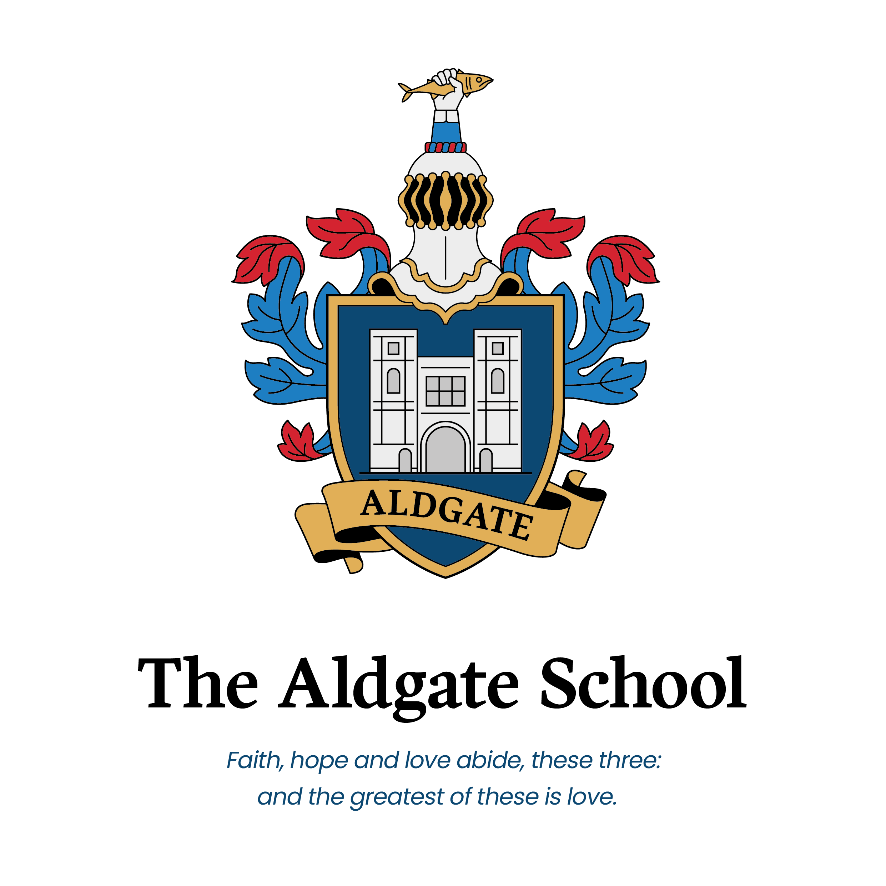 ALDGATE
The Aldgate School
Faith, hope and love abide, these three:
and the greatest of these is love.